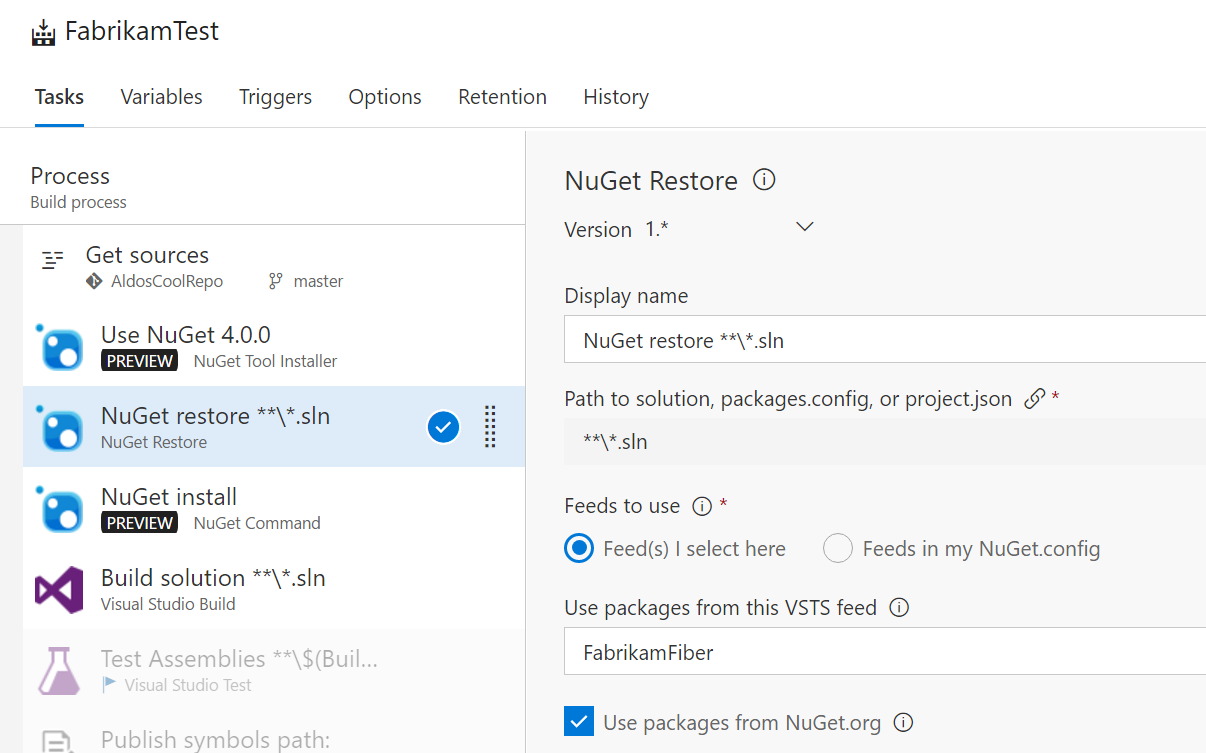 FabrikamTest
Tasks Variables Triggers Options Retention History
Process
Build process
Get sources
AldosCoolRepo master
Use NuGet 4.0.0
PREVIEW NuGet Tool Installer
NuGet restore **\*.sln
NuGet Restore
NuGet install
PREVIEW NuGet Command
Build solution **\*.sln
Visual Studio Build
Test Assemblies **\$(Buil...
Visual Studio Test
Publish symbols path:
NuGet Restore
Version 1.*
Display name
NuGet restore **\*.sln
Path to solution, packages.config, or project.json *
**\*.sln
Feeds to use *
Feed(s) I select here Feeds in my NuGet.config
Use packages from this VSTS feed
FabrikamFiber
Use packages from NuGet.org